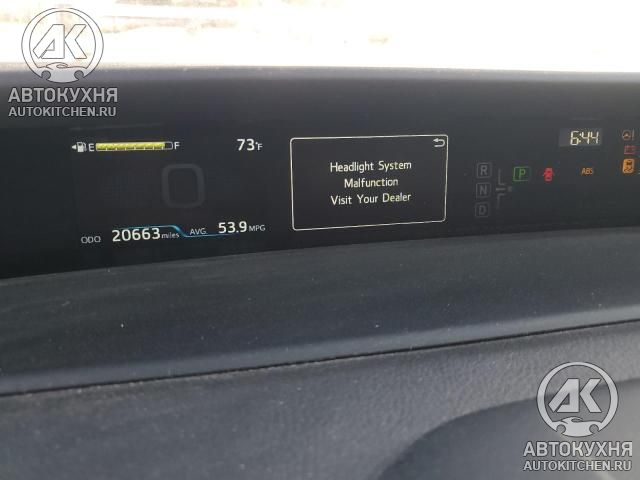 АК
АВТОКУХНЯ
AUTOKITCHEN.RU
E F 73°F
6:44
Headlight System
Malfunction
Visit Your Dealer
R
N
D
P
ABS
ODO 20663 miles AVG. 53.9 MPG
АК
АВТОКУХНЯ
AUTOKITCHEN.RU